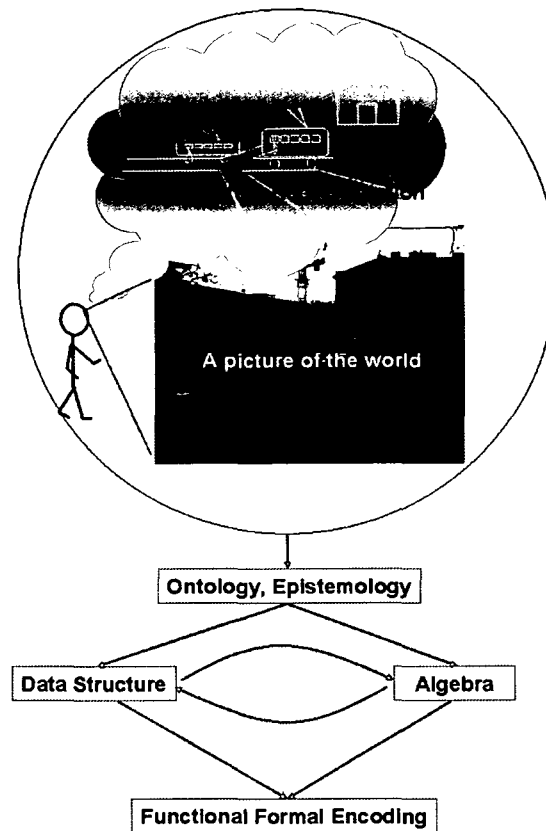 A picture of the world
Ontology, Epistemology
Data Structure
Algebra
Functional Formal Encoding